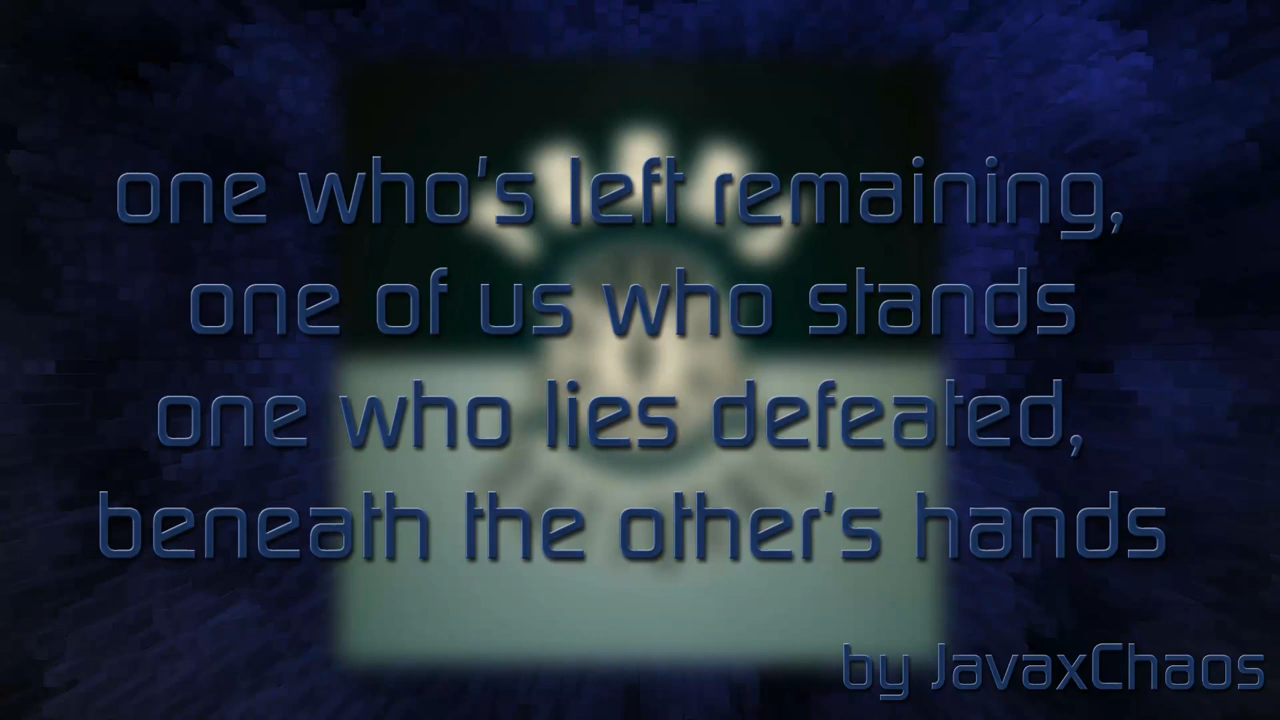 one who's left remaining,
one of us who stands
one who lies defeated,
beneath the other's hands
by JavaxChaos